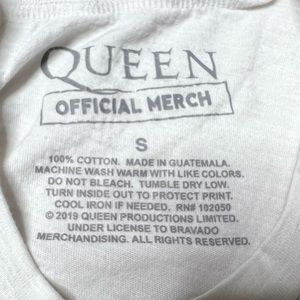 QUEEN
OFFICIAL MERCH
S
100% COTTON. MADE IN GUATEMALA.
MACHINE WASH WARM WITH LIKE COLORS.
DO NOT BLEACH. TUMBLE DRY LOW.
TURN INSIDE OUT TO PROTECT PRINT.
COOL IRON IF NEEDED. RN# 102050
© 2019 QUEEN PRODUCTIONS LIMITED.
UNDER LICENSE TO BRAVADO
MERCHANDISING. ALL RIGHTS RESERVED.